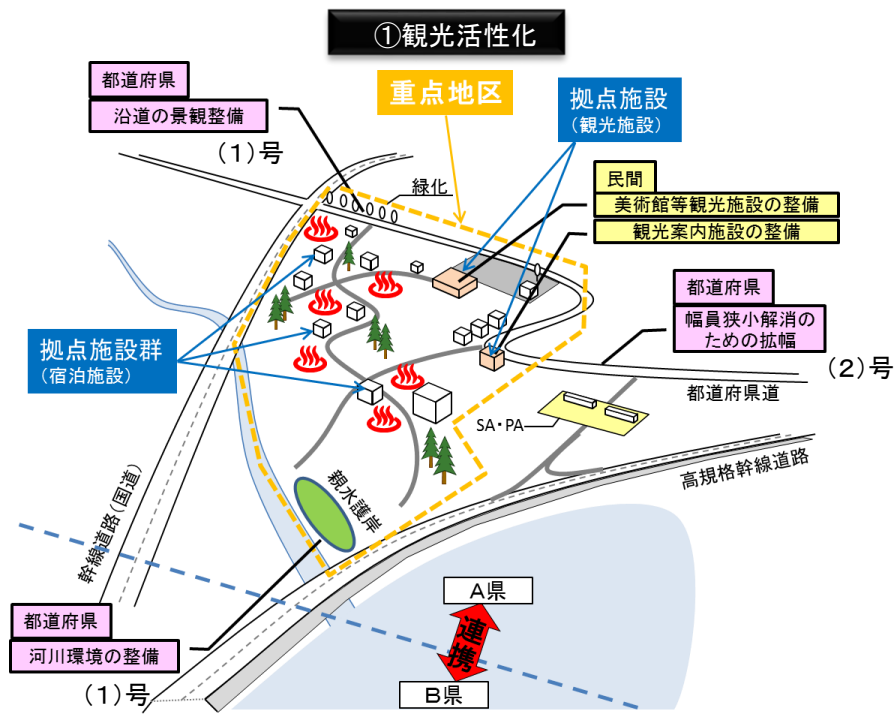 ①観光活性化
都道府県
沿道の景観整備
(1)号
重点地区
拠点施設
(観光施設)
緑化
民間
美術館等観光施設の整備
観光案内施設の整備
都道府県
幅員狭小解消の
ための拡幅
(2)号
都道府県道
拠点施設群
(宿泊施設)
SA・PA
高規格幹線道路
幹線道路(国道)
親水護岸
都道府県
河川環境の整備
(1)号
A県
連携
B県